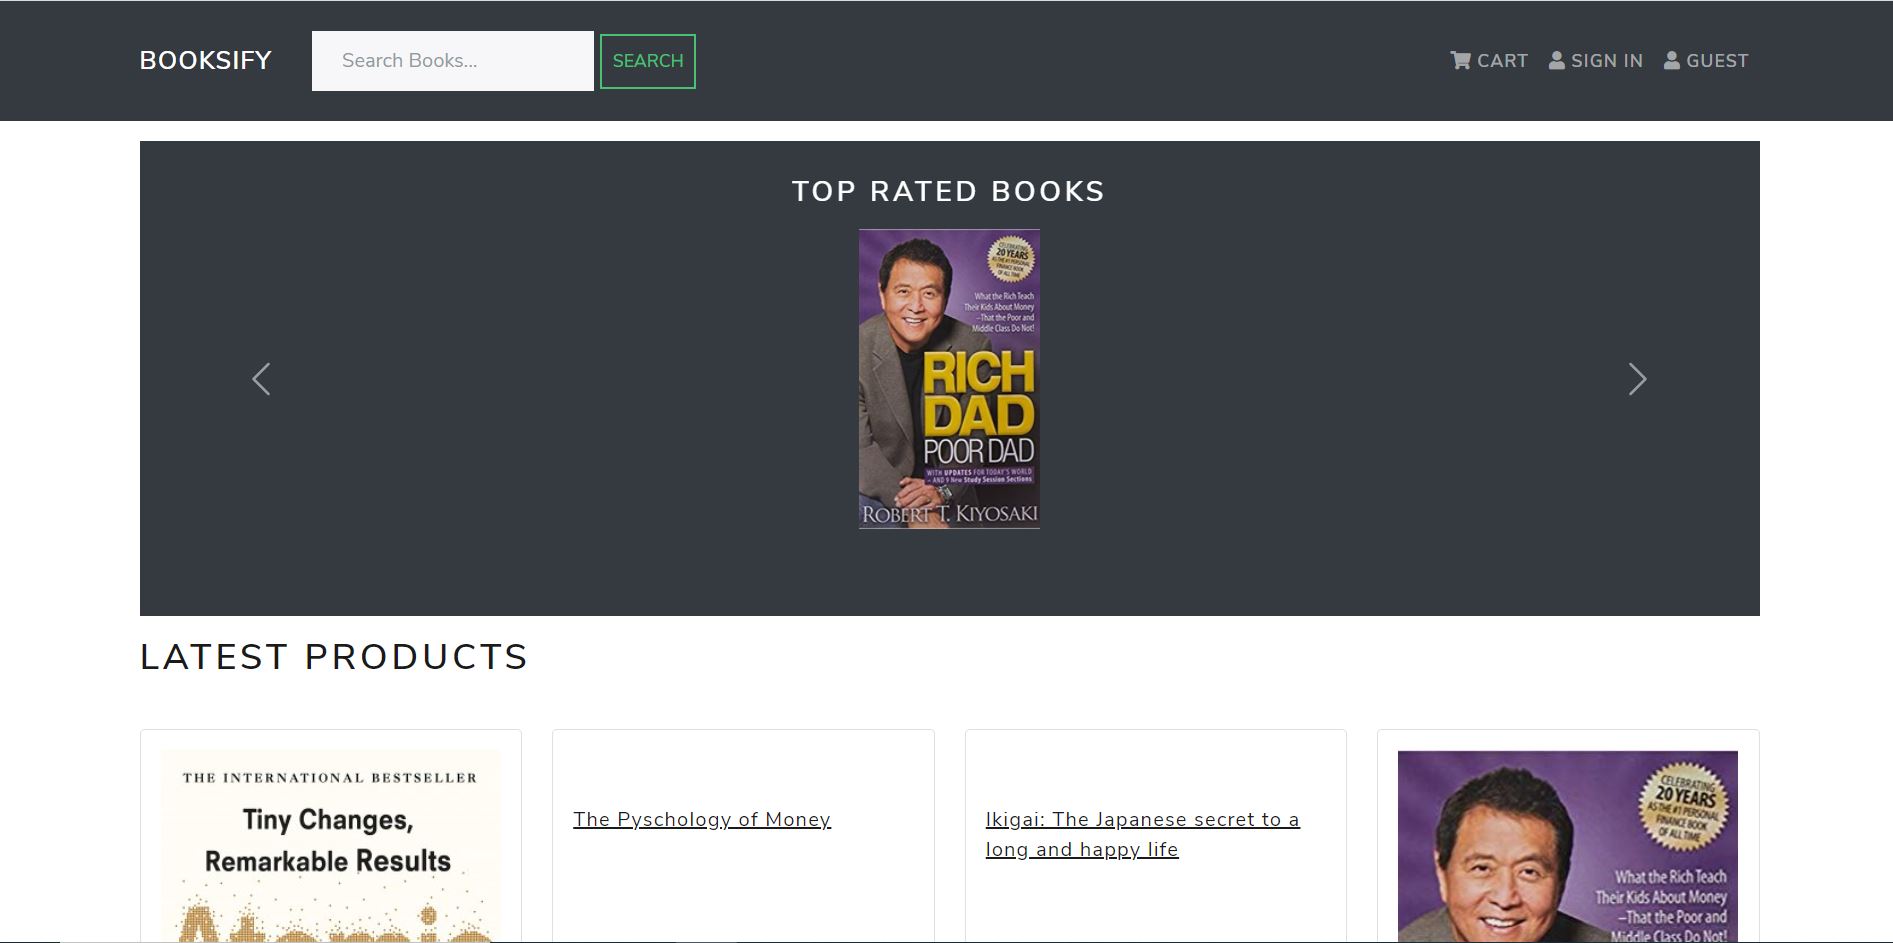 BOOKSIFY
Search Books...
SEARCH
CART
SIGN IN
GUEST
TOP RATED BOOKS
CELEBRATING
20 YEARS
AS THE #1 PERSONAL
FINANCE BOOK
OF ALL TIME
What the Rich Teach
Their Kids About Money
–That the Poor and
Middle Class Do Not!
RICH
DAD
POOR DAD
WITH UPDATES FOR TODAY'S WORLD
– AND 9 New Study Session Sections
ROBERT T. KIYOSAKI
LATEST PRODUCTS
THE INTERNATIONAL BESTSELLER
Tiny Changes,
Remarkable Results
Atomic
The Pyschology of Money
Ikigai: The Japanese secret to a
long and happy life
CELEBRATING
20 YEARS
AS THE #1 PERSONAL
FINANCE BOOK
OF ALL TIME
What the Rich Teach
Their Kids About Money
–That the Poor and
Middle Class Do Not!